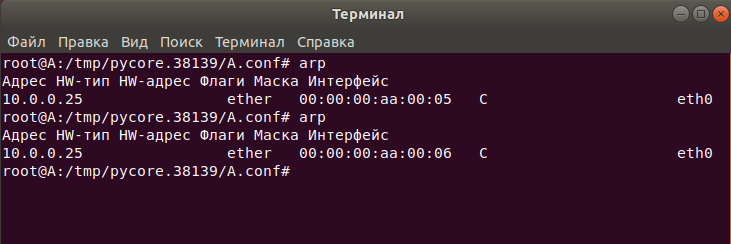 Терминал
Файл Правка Вид Поиск Терминал Справка
root@A:/tmp/pycore.38139/A.conf# arp
Адрес HW-тип HW-адрес Флаги Маска Интерфейс
10.0.0.25 ether 00:00:00:aa:00:05 C eth0
root@A:/tmp/pycore.38139/A.conf# arp
Адрес HW-тип HW-адрес Флаги Маска Интерфейс
10.0.0.25 ether 00:00:00:aa:00:06 C eth0
root@A:/tmp/pycore.38139/A.conf#